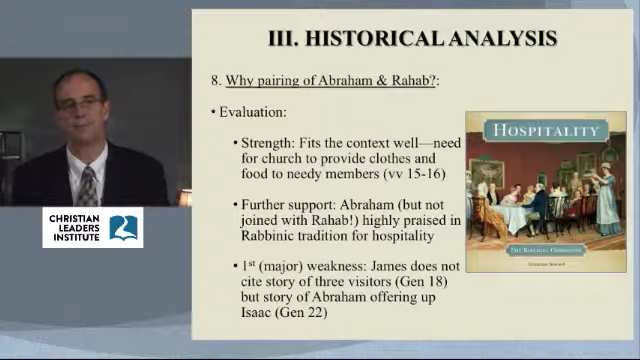 III. HISTORICAL ANALYSIS
8. Why pairing of Abraham & Rahab?:
• Evaluation:
• Strength: Fits the context well—need
for church to provide clothes and
food to needy members (vv 15-16)
• Further support: Abraham (but not
joined with Rahab!) highly praised in
Rabbinic tradition for hospitality
• 1st (major) weakness: James does not
cite story of three visitors (Gen 18)
but story of Abraham offering up
Isaac (Gen 22)
HOSPITALITY
CHRISTIAN
LEADERS
INSTITUTE